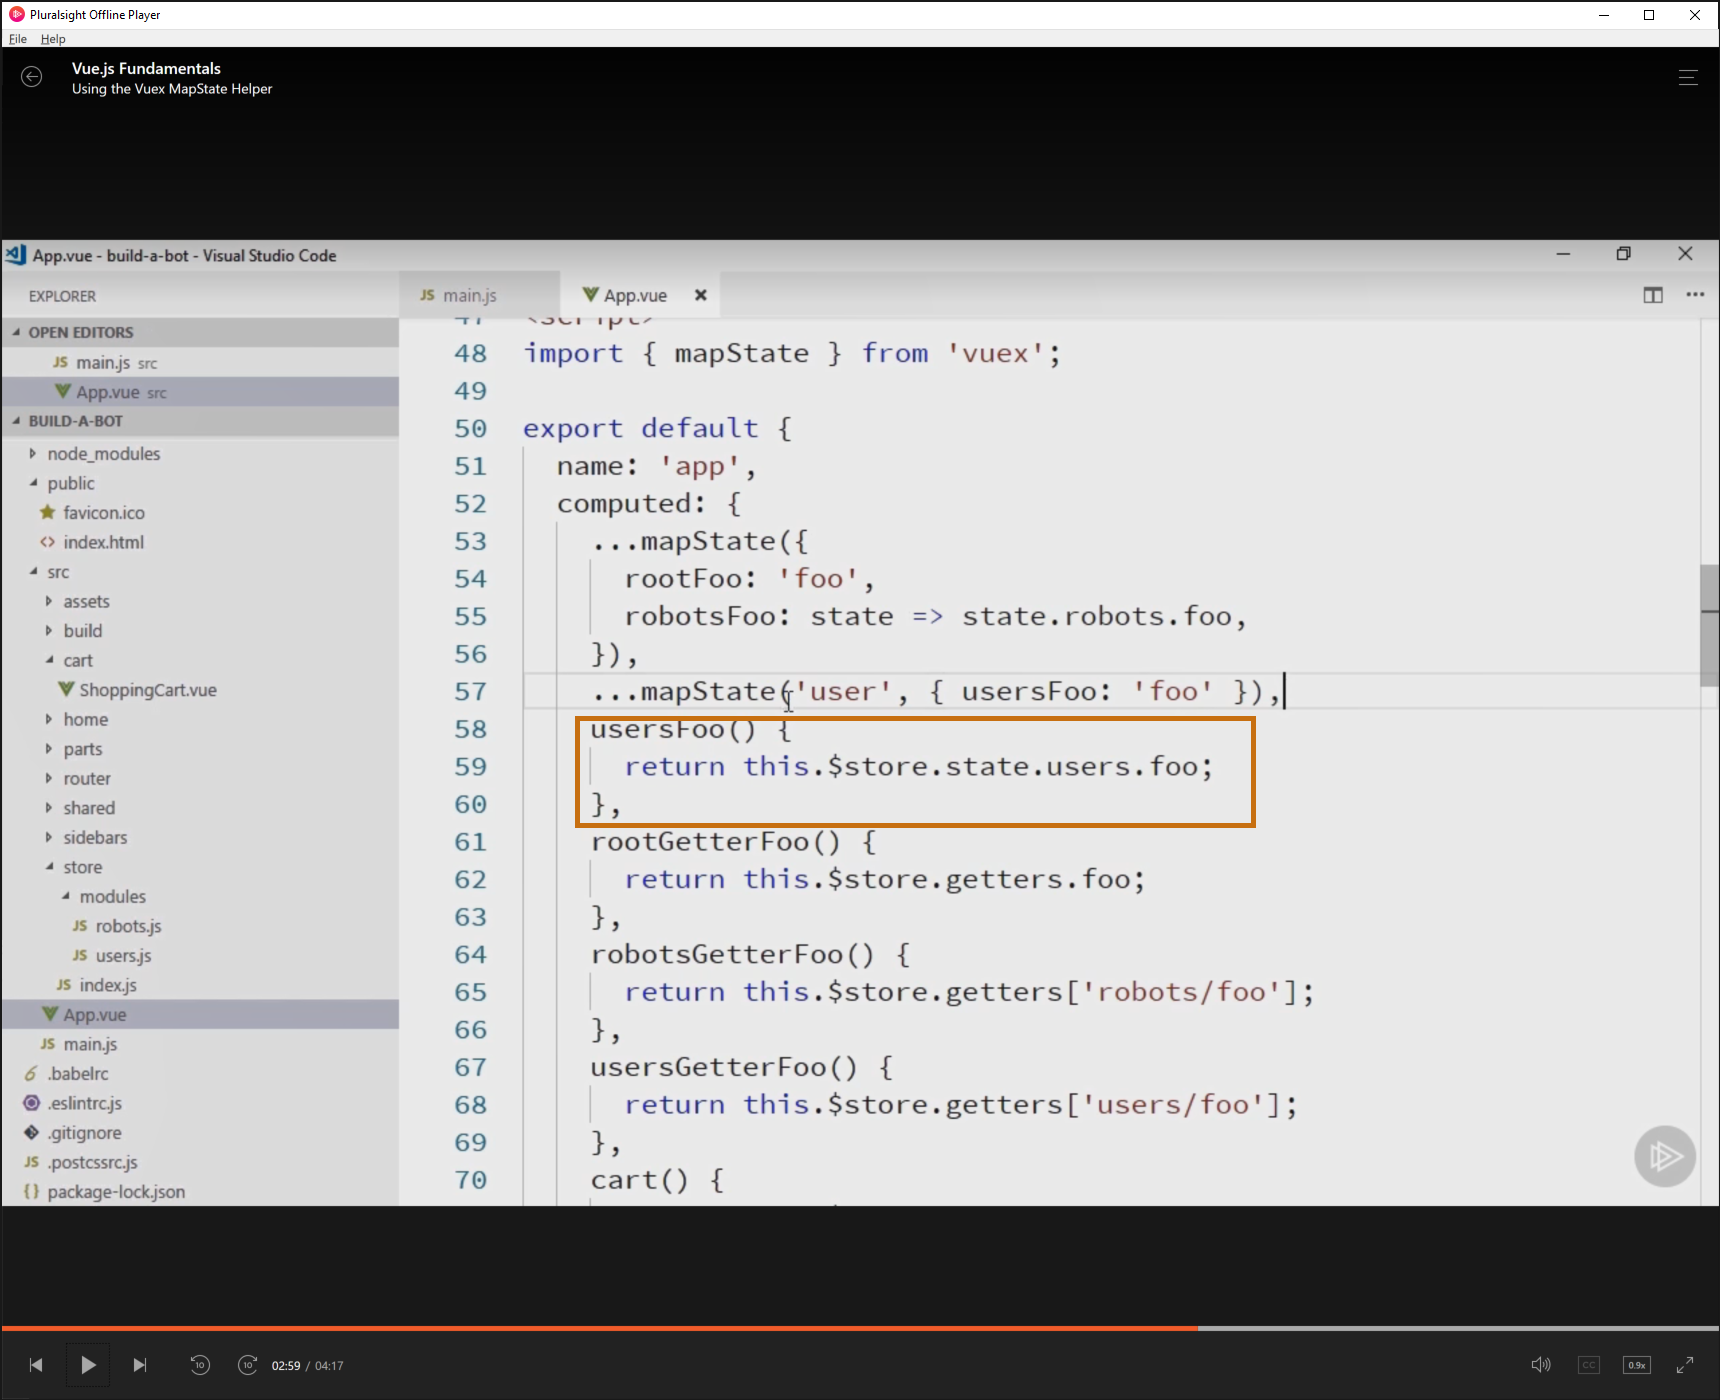 Pluralsight Offline Player
File Help
Vue.js Fundamentals
Using the Vuex MapState Helper
App.vue - build-a-bot - Visual Studio Code
EXPLORER
JS main.js
App.vue
OPEN EDITORS
JS main.js src
App.vue src
BUILD-A-BOT
node_modules
public
favicon.ico
<> index.html
src
assets
build
cart
ShoppingCart.vue
home
parts
router
shared
sidebars
store
modules
JS robots.js
JS users.js
JS index.js
App.vue
JS main.js
.babelrc
.eslintrc.js
.gitignore
JS .postcssrc.js
{} package-lock.json
47 <script>
48 import { mapState } from 'vuex';
49
50 export default {
51 name: 'app',
52 computed: {
53 ...mapState({
54 rootFoo: 'foo',
55 robotsFoo: state => state.robots.foo,
56 }),
57 ...mapState('user', { usersFoo: 'foo' }),
58 usersFoo() {
59 return this.$store.state.users.foo;
60 },
61 rootGetterFoo() {
62 return this.$store.getters.foo;
63 },
64 robotsGetterFoo() {
65 return this.$store.getters['robots/foo'];
66 },
67 usersGetterFoo() {
68 return this.$store.getters['users/foo'];
69 },
70 cart() {
10
10
02:59 / 04:17
CC
0.9x